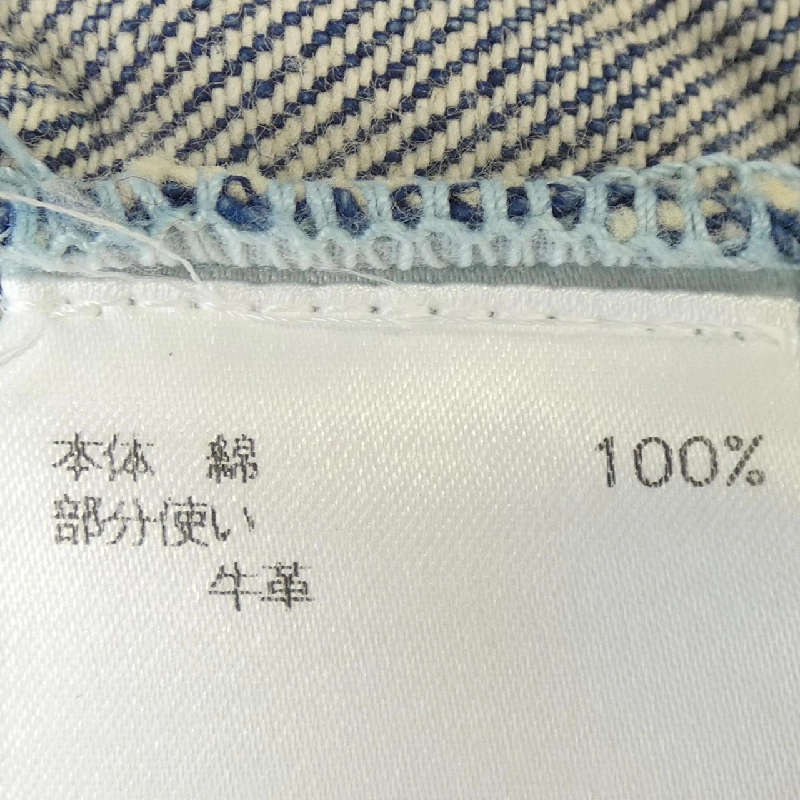 本体　綿　100%
部分使い
牛革